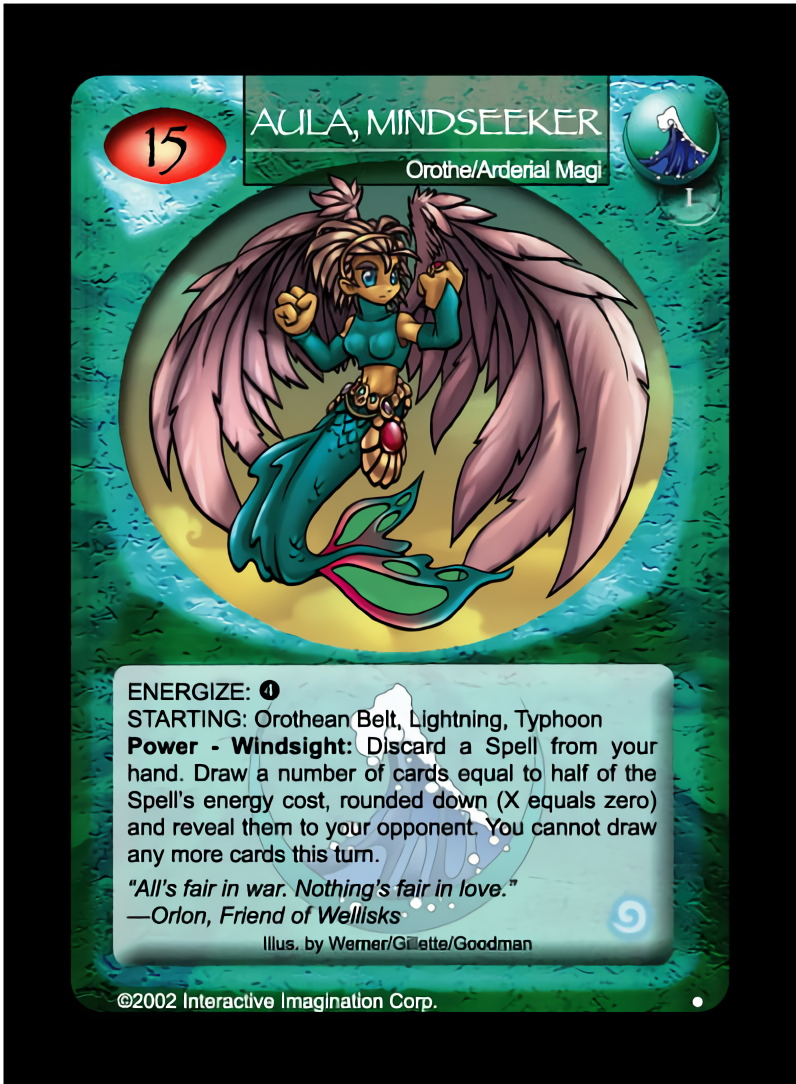 15
AULA, MINDSEEKER
Orothe/Arderial Magi
I
ENERGIZE: 4
STARTING: Orothean Belt, Lightning, Typhoon
Power - Windsight: Discard a Spell from your
hand. Draw a number of cards equal to half of the
Spell's energy cost, rounded down (X equals zero)
and reveal them to your opponent. You cannot draw
any more cards this turn.
"All's fair in war. Nothing's fair in love."
—Orlon, Friend of Wellisks
Illus. by Werner/Gillette/Goodman
©2002 Interactive Imagination Corp.